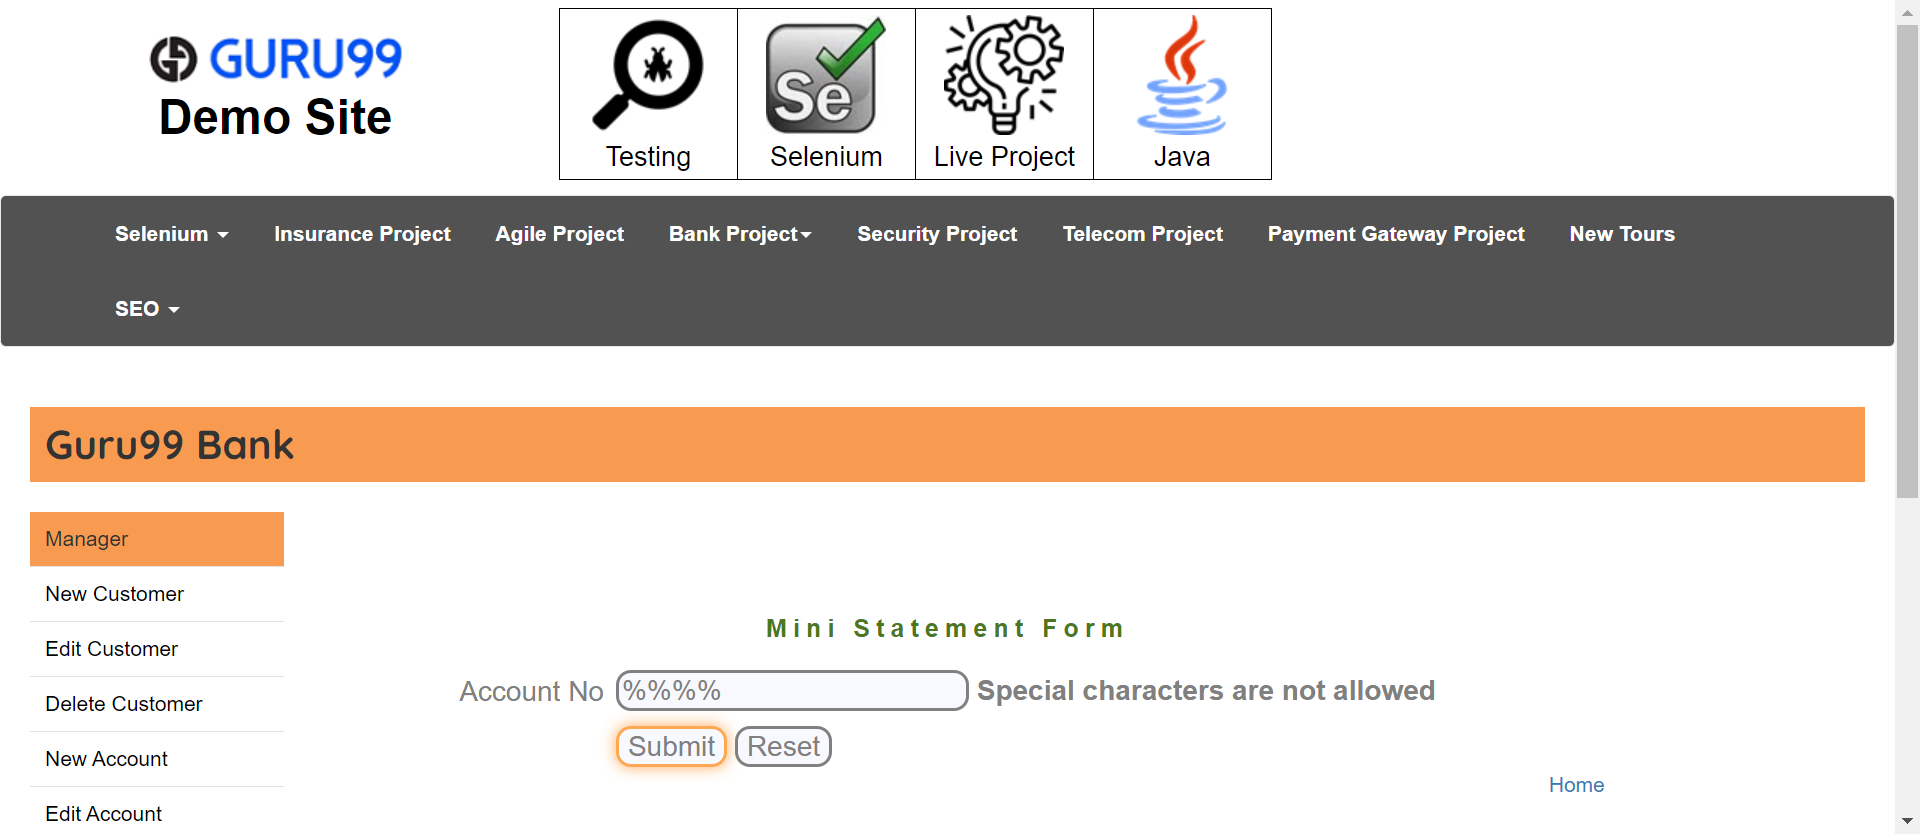 GURU99
Demo Site
Se
Testing Selenium Live Project Java
Selenium Insurance Project Agile Project Bank Project Security Project Telecom Project Payment Gateway Project New Tours
SEO
Guru99 Bank
Manager
New Customer
Edit Customer
Delete Customer
New Account
Edit Account
Mini Statement Form
Account No %%%% Special characters are not allowed
Submit Reset
Home